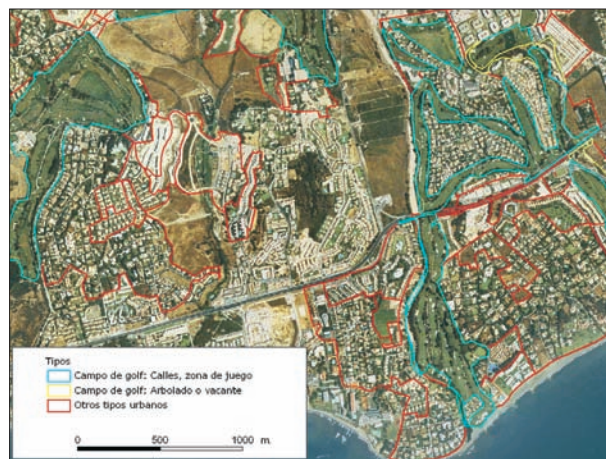 Tipos
Campo de golf: Calles, zona de juego
Campo de golf: Arbolado o vacante
Otros tipos urbanos
0 500 1000 m.